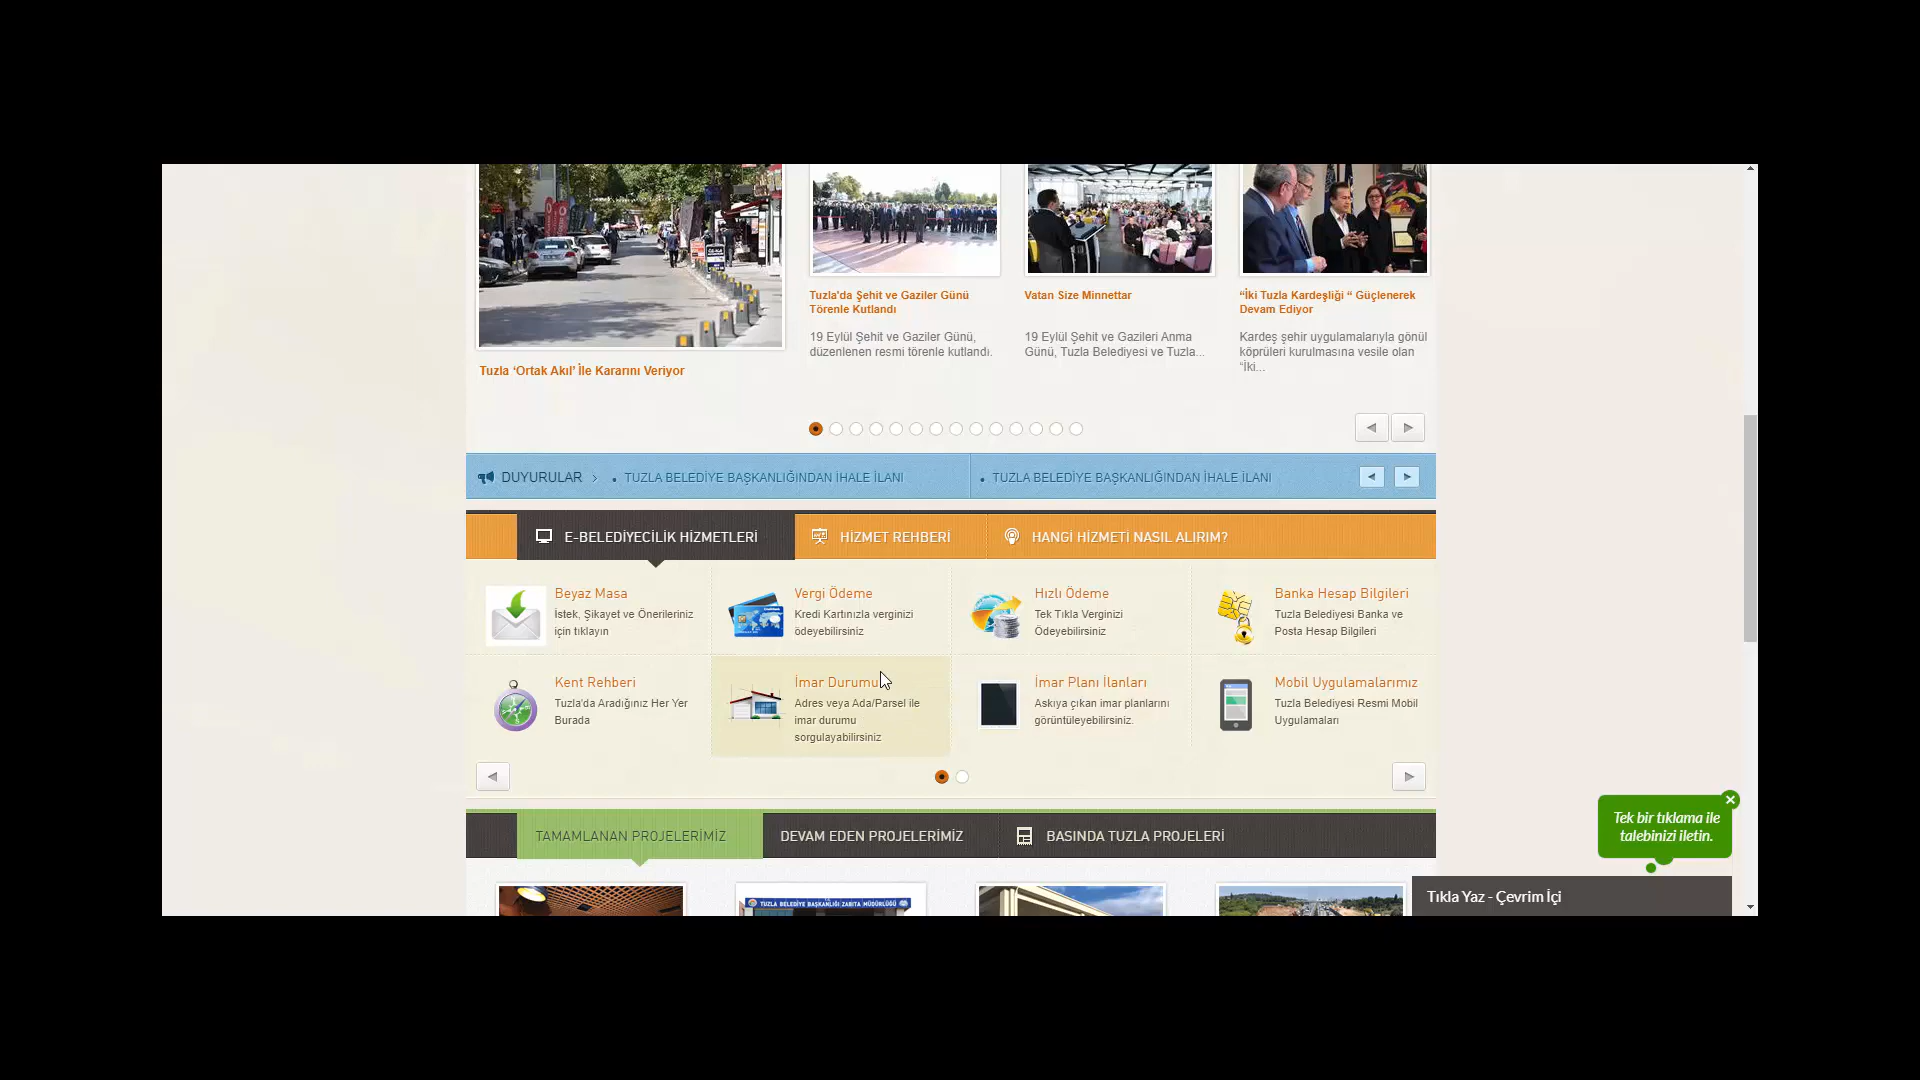 Tuzla'da Şehit ve Gaziler Günü
Törenle Kutlandı
19 Eylül Şehit ve Gaziler Günü,
düzenlenen resmi törenle kutlandı.
Vatan Size Minnettar
19 Eylül Şehit ve Gazileri Anma
Günü, Tuzla Belediyesi ve Tuzla...
“İki Tuzla Kardeşliği “ Güçlenerek
Devam Ediyor
Kardeş şehir uygulamalarıyla gönül
köprüleri kurulmasına vesile olan
“İki...
Tuzla ‘Ortak Akıl’ İle Kararını Veriyor
DUYURULAR
TUZLA BELEDİYE BAŞKANLIĞINDAN İHALE İLANI
TUZLA BELEDİYE BAŞKANLIĞINDAN İHALE İLANI
E-BELEDİYECİLİK HİZMETLERİ
HİZMET REHBERİ
HANGİ HİZMETİ NASIL ALIRIM?
Beyaz Masa
İstek, Şikayet ve Önerileriniz
için tıklayın
Vergi Ödeme
Kredi Kartınızla verginizi
ödeyebilirsiniz
Hızlı Ödeme
Tek Tıkla Verginizi
Ödeyebilirsiniz
Banka Hesap Bilgileri
Tuzla Belediyesi Banka ve
Posta Hesap Bilgileri
Kent Rehberi
Tuzla'da Aradığınız Her Yer
Burada
İmar Durumu
Adres veya Ada/Parsel ile
imar durumu
sorgulayabilirsiniz
İmar Planı İlanları
Askıya çıkan imar planlarını
görüntüleyebilirsiniz.
Mobil Uygulamalarımız
Tuzla Belediyesi Resmi Mobil
Uygulamaları
TAMAMLANAN PROJELERİMİZ
DEVAM EDEN PROJELERİMİZ
BASINDA TUZLA PROJELERİ
TUZLA BELEDİYE BAŞKANLIĞI ZABITA MÜDÜRLÜĞÜ
Tek bir tıklama ile
talebinizi iletin.
Tıkla Yaz - Çevrim İçi